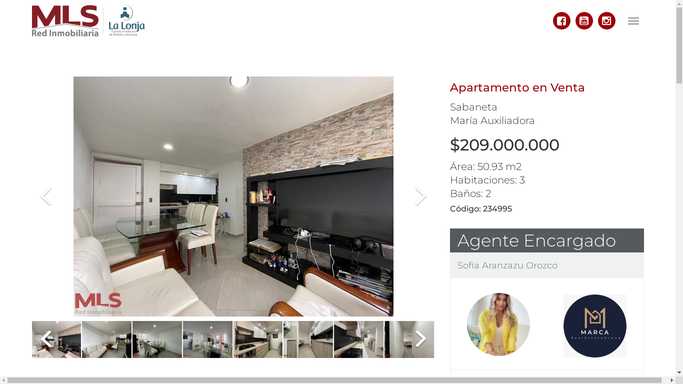 MLS
Red Inmobiliaria
La Lonja
Apartamento en Venta
Sabaneta
María Auxiliadora
$209.000.000
Área: 50.93 m2
Habitaciones: 3
Baños: 2
Código: 234995
Agente Encargado
Sofia Aranzazu Orozco
MLS
Red Inmobiliaria
MARCA